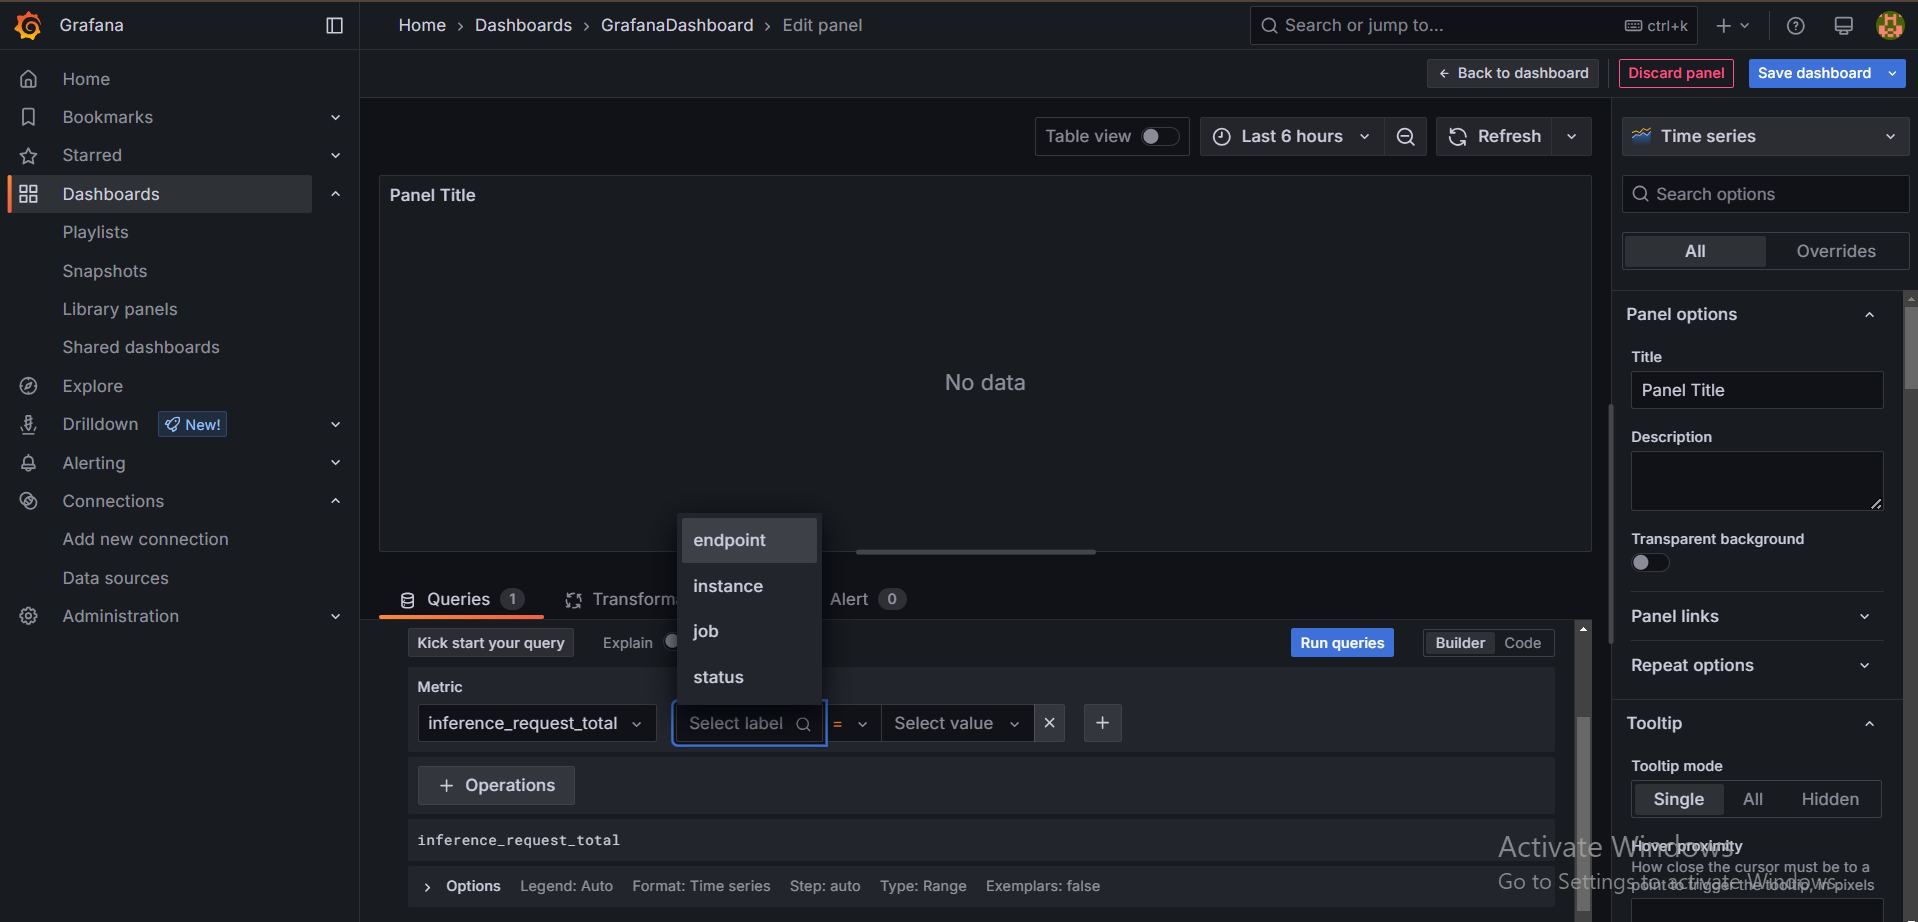 Grafana
Home › Dashboards › GrafanaDashboard › Edit panel
Search or jump to...
ctrl+k
Back to dashboard
Discard panel
Save dashboard
Home
Bookmarks
Starred
Dashboards
Playlists
Snapshots
Library panels
Shared dashboards
Explore
Drilldown
New!
Alerting
Connections
Add new connection
Data sources
Administration
Table view
Last 6 hours
Refresh
Panel Title
No data
endpoint
instance
job
status
Queries 1
Transforma
Alert 0
Kick start your query
Explain
Run queries
Builder
Code
Metric
inference_request_total
Select label
=
Select value
+ Operations
inference_request_total
Options
Legend: Auto
Format: Time series
Step: auto
Type: Range
Exemplars: false
Time series
Search options
All
Overrides
Panel options
Title
Panel Title
Description
Transparent background
Panel links
Repeat options
Tooltip
Tooltip mode
Single
All
Hidden
Hover proximity
How close the cursor must be to a
point to trigger the tooltip, in pixels
Activate Windows
Go to Settings to activate Windows.